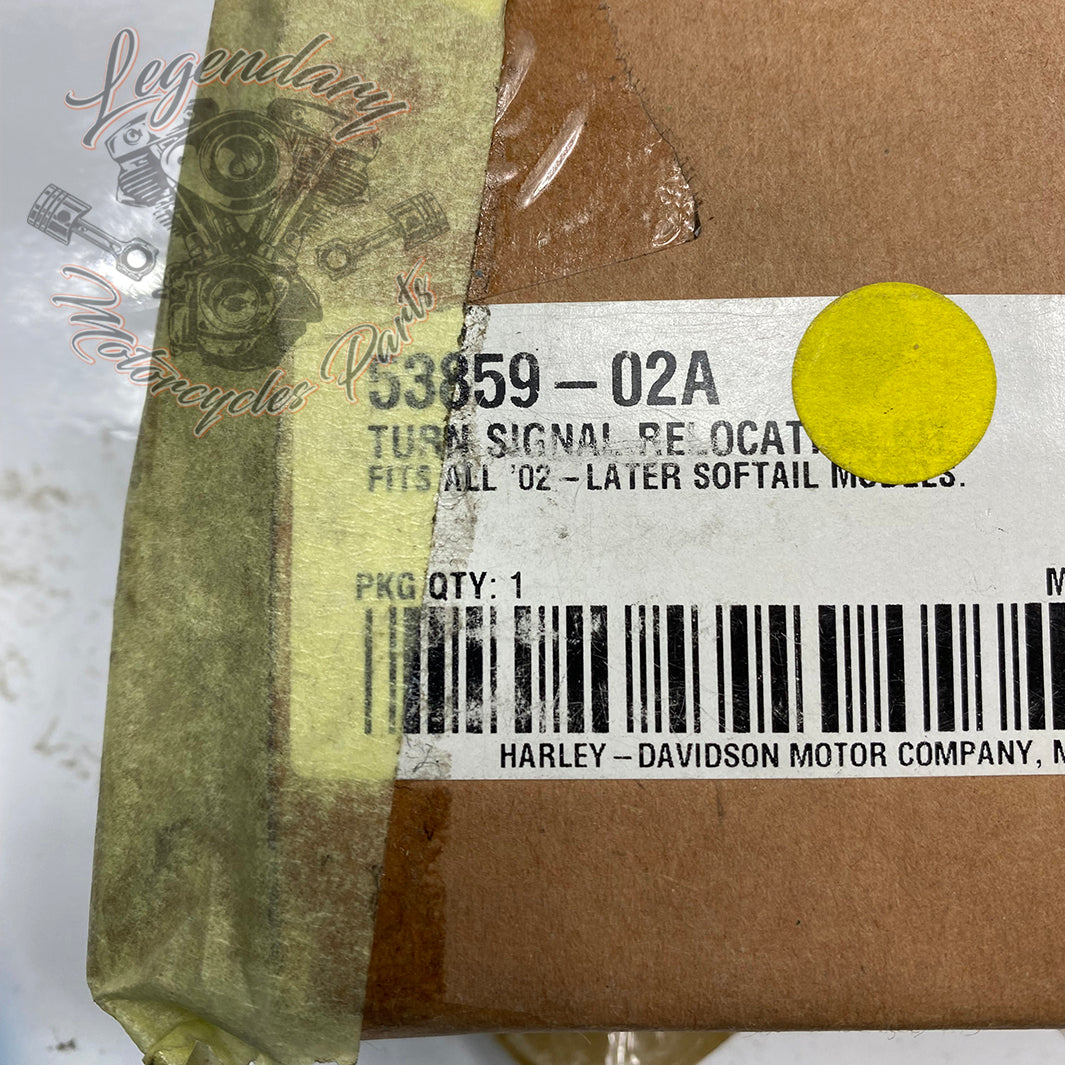 Legendary
Motorcycles Parts
53859-02A
TURN SIGNAL
FITS ALL '02-LATER SOFTAIL MODELS.
PKG QTY: 1
HARLEY-DAVIDSON MOTOR COMPANY,